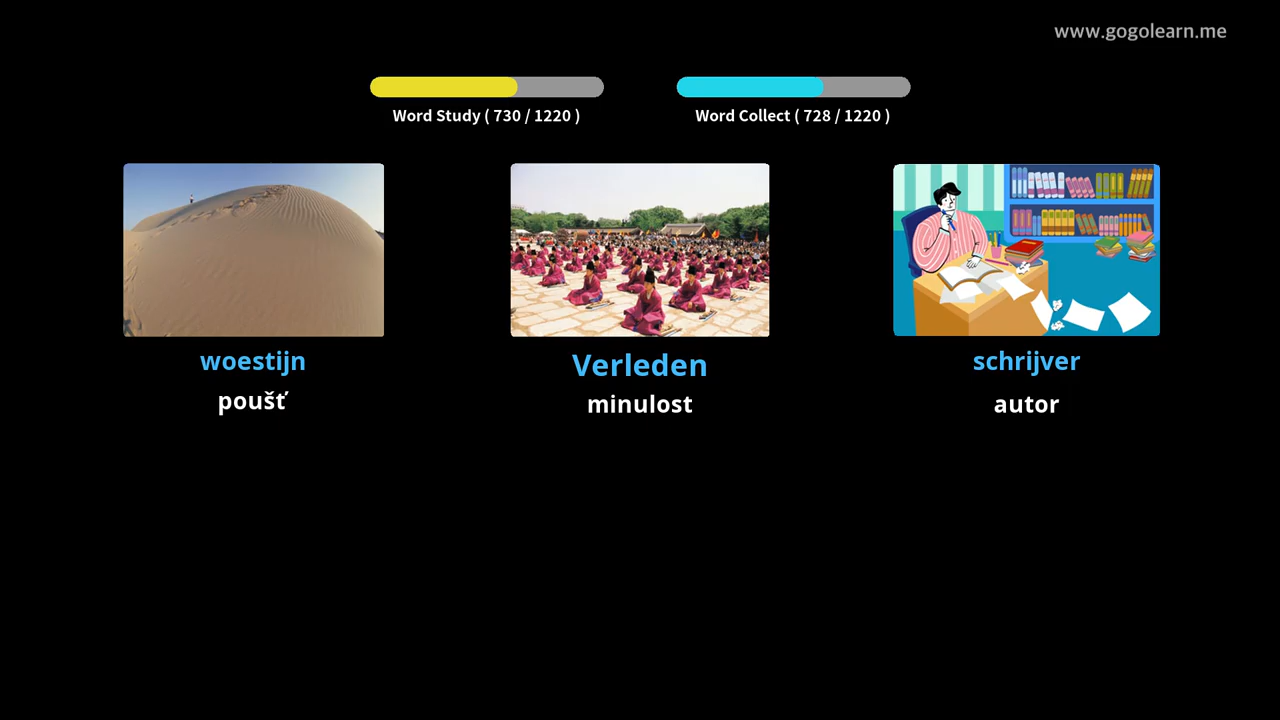 www.gogolearn.me
Word Study ( 730 / 1220 )
Word Collect ( 728 / 1220 )
woestijn
poušť
Verleden
minulost
schrijver
autor